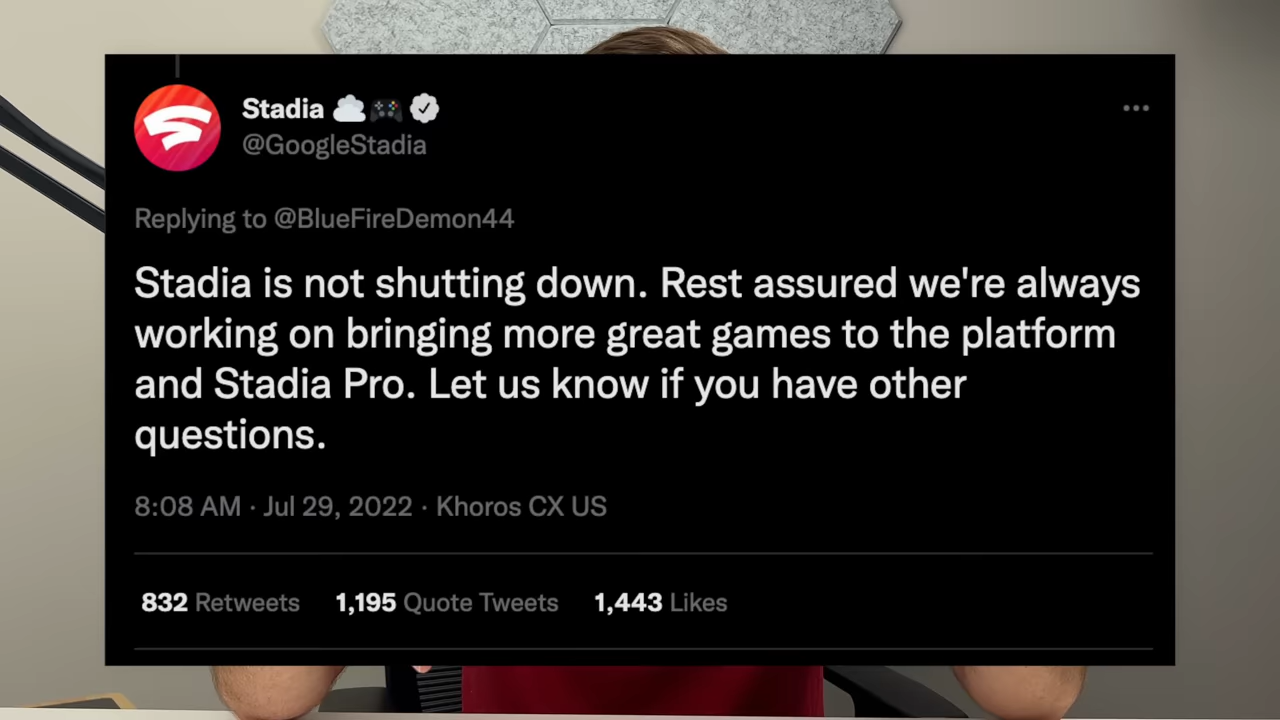 Stadia ☁️🎮
@GoogleStadia
Replying to @BlueFireDemon44
Stadia is not shutting down. Rest assured we're always
working on bringing more great games to the platform
and Stadia Pro. Let us know if you have other
questions.
8:08 AM · Jul 29, 2022 · Khoros CX US
832 Retweets 1,195 Quote Tweets 1,443 Likes